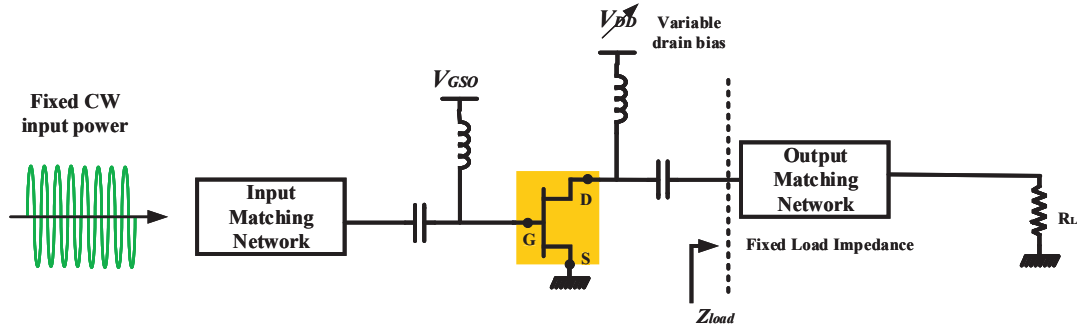 Fixed CW
input power
Input
Matching
Network
VGSO
G
D
S
VDD
Variable
drain bias
Output
Matching
Network
Fixed Load Impedance
Zload
RL